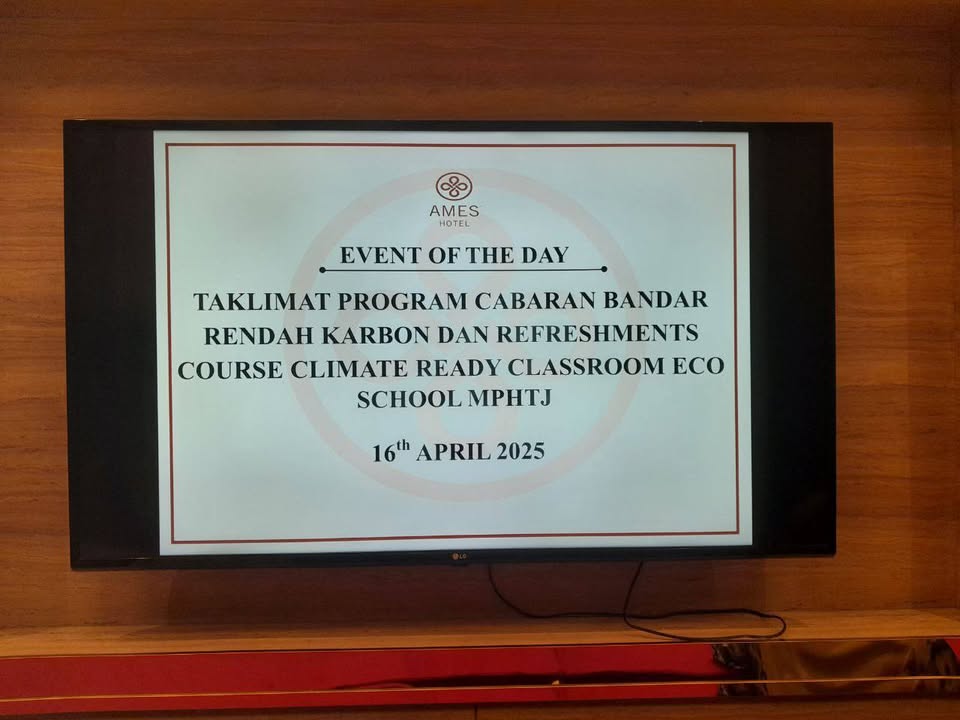 AMES
HOTEL
EVENT OF THE DAY
TAKLIMAT PROGRAM CABARAN BANDAR
RENDAH KARBON DAN REFRESHMENTS
COURSE CLIMATE READY CLASSROOM ECO
SCHOOL MPHTJ
16th APRIL 2025
LG